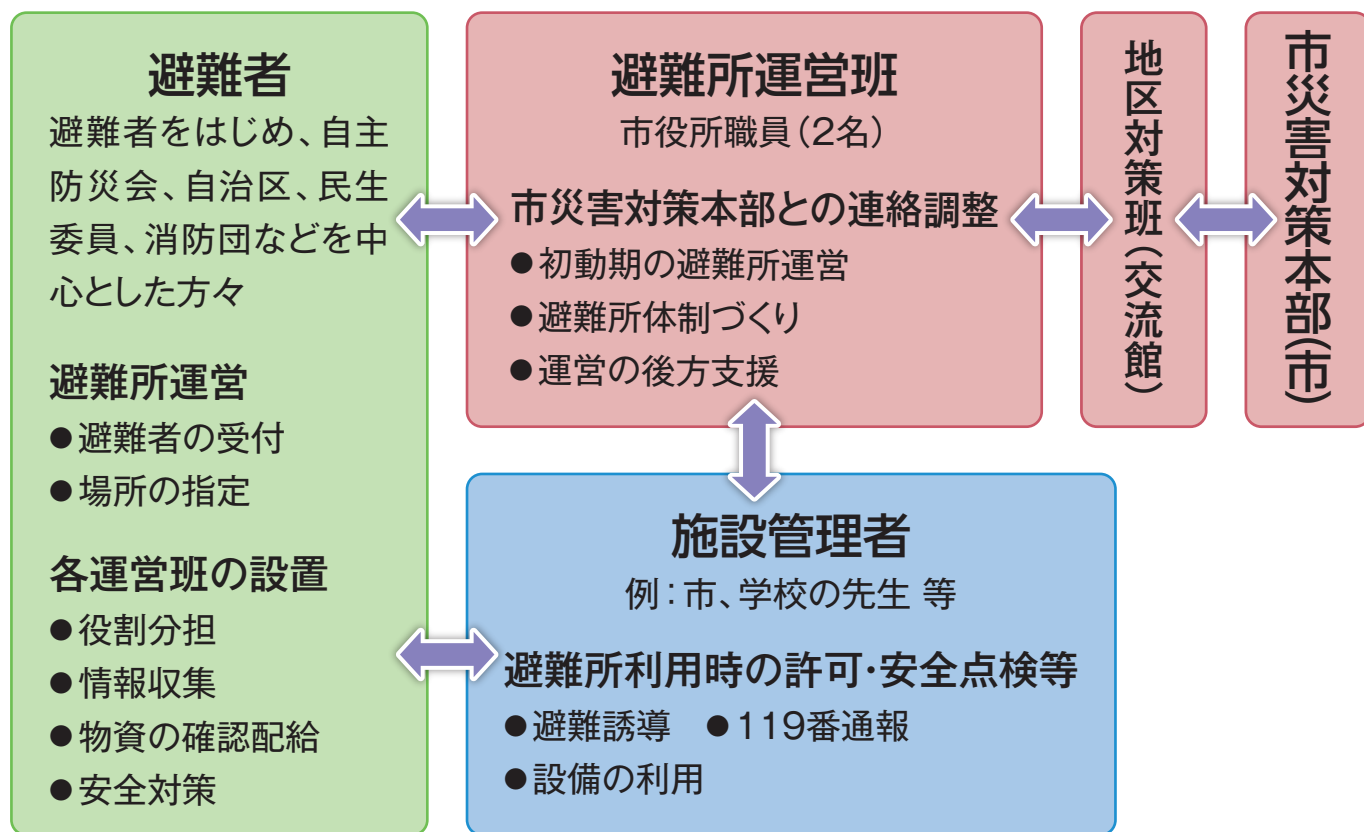 避難者
避難者をはじめ、自主
防災会、自治区、民生
委員、消防団などを中
心とした方々
避難所運営
●避難者の受付
●場所の指定
各運営班の設置
●役割分担
●情報収集
●物資の確認配給
●安全対策
避難所運営班
市役所職員(2名)
市災害対策本部との連絡調整
●初動期の避難所運営
●避難所体制づくり
●運営の後方支援
地区対策班(交流館)
市災害対策本部(市)
施設管理者
例:市、学校の先生 等
避難所利用時の許可・安全点検等
●避難誘導 ●119番通報
●設備の利用